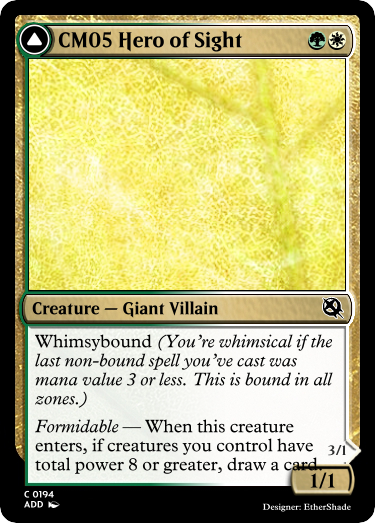 CM05 Hero of Sight
Creature — Giant Villain
Whimsybound (You're whimsical if the
last non-bound spell you've cast was
mana value 3 or less. This is bound in all
zones.)
Formidable — When this creature
enters, if creatures you control have
total power 8 or greater, draw a card.
3/1
1/1
C 0194
ADD
Designer: EtherShade